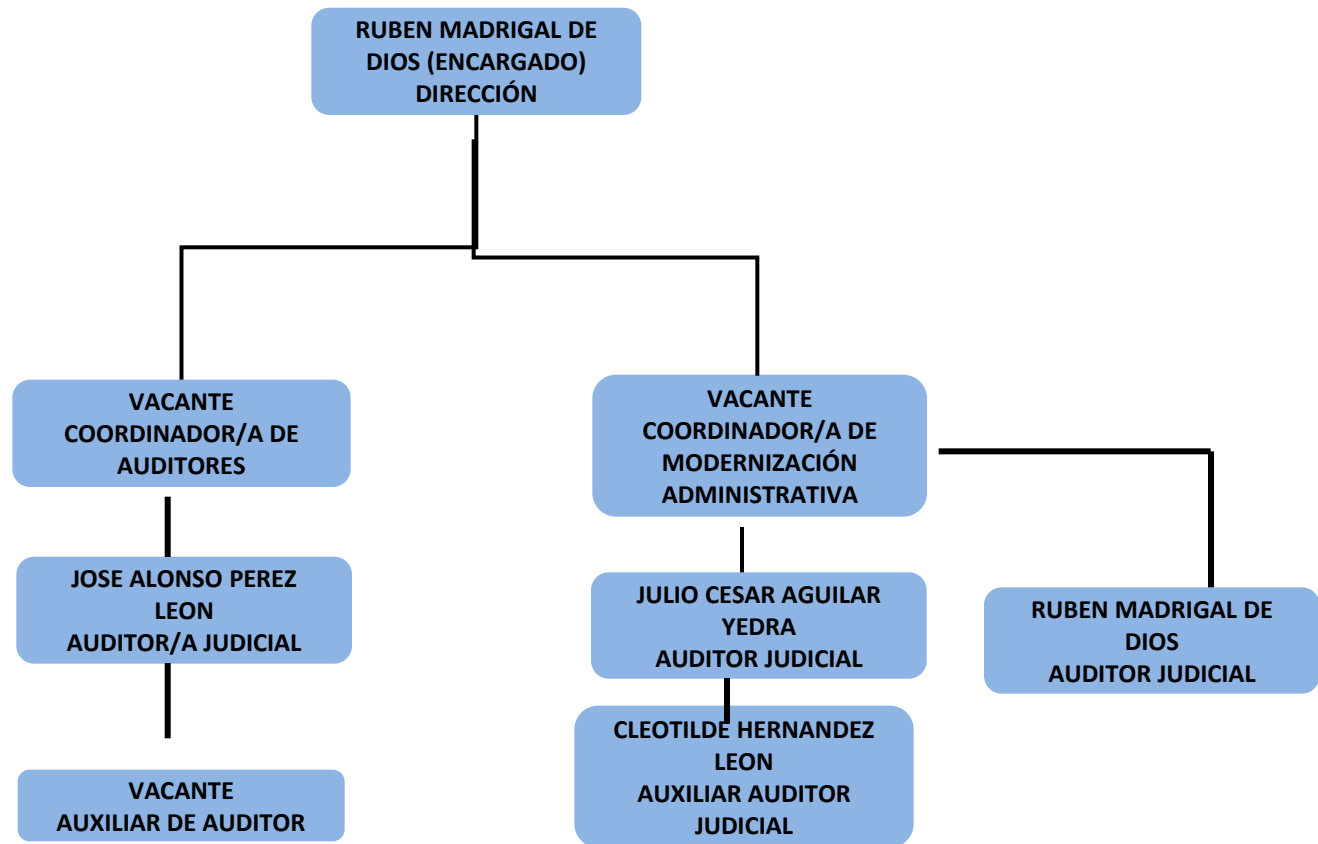 RUBEN MADRIGAL DE
DIOS (ENCARGADO)
DIRECCIÓN
VACANTE
COORDINADOR/A DE
AUDITORES
VACANTE
COORDINADOR/A DE
MODERNIZACIÓN
ADMINISTRATIVA
JOSE ALONSO PEREZ
LEON
AUDITOR/A JUDICIAL
JULIO CESAR AGUILAR
YEDRA
AUDITOR JUDICIAL
RUBEN MADRIGAL DE
DIOS
AUDITOR JUDICIAL
VACANTE
AUXILIAR DE AUDITOR
CLEOTILDE HERNANDEZ
LEON
AUXILIAR AUDITOR
JUDICIAL